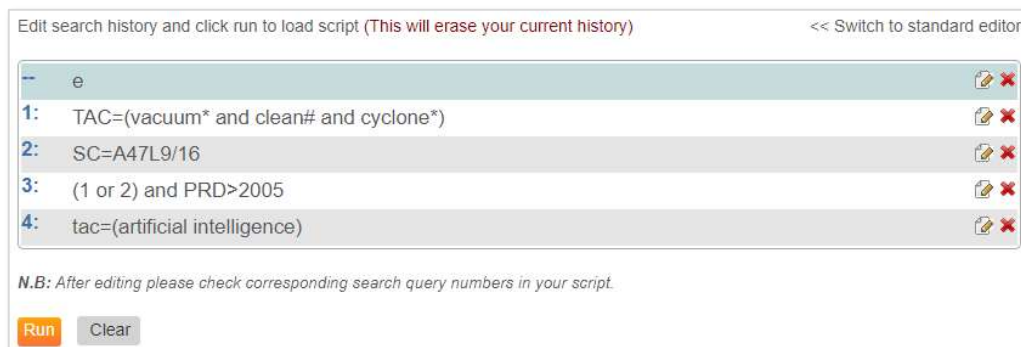 Edit search history and click run to load script (This will erase your current history) << Switch to standard editor
-- e
1: TAC=(vacuum* and clean# and cyclone*)
2: SC=A47L9/16
3: (1 or 2) and PRD>2005
4: tac=(artificial intelligence)
N.B: After editing please check corresponding search query numbers in your script.
Run Clear